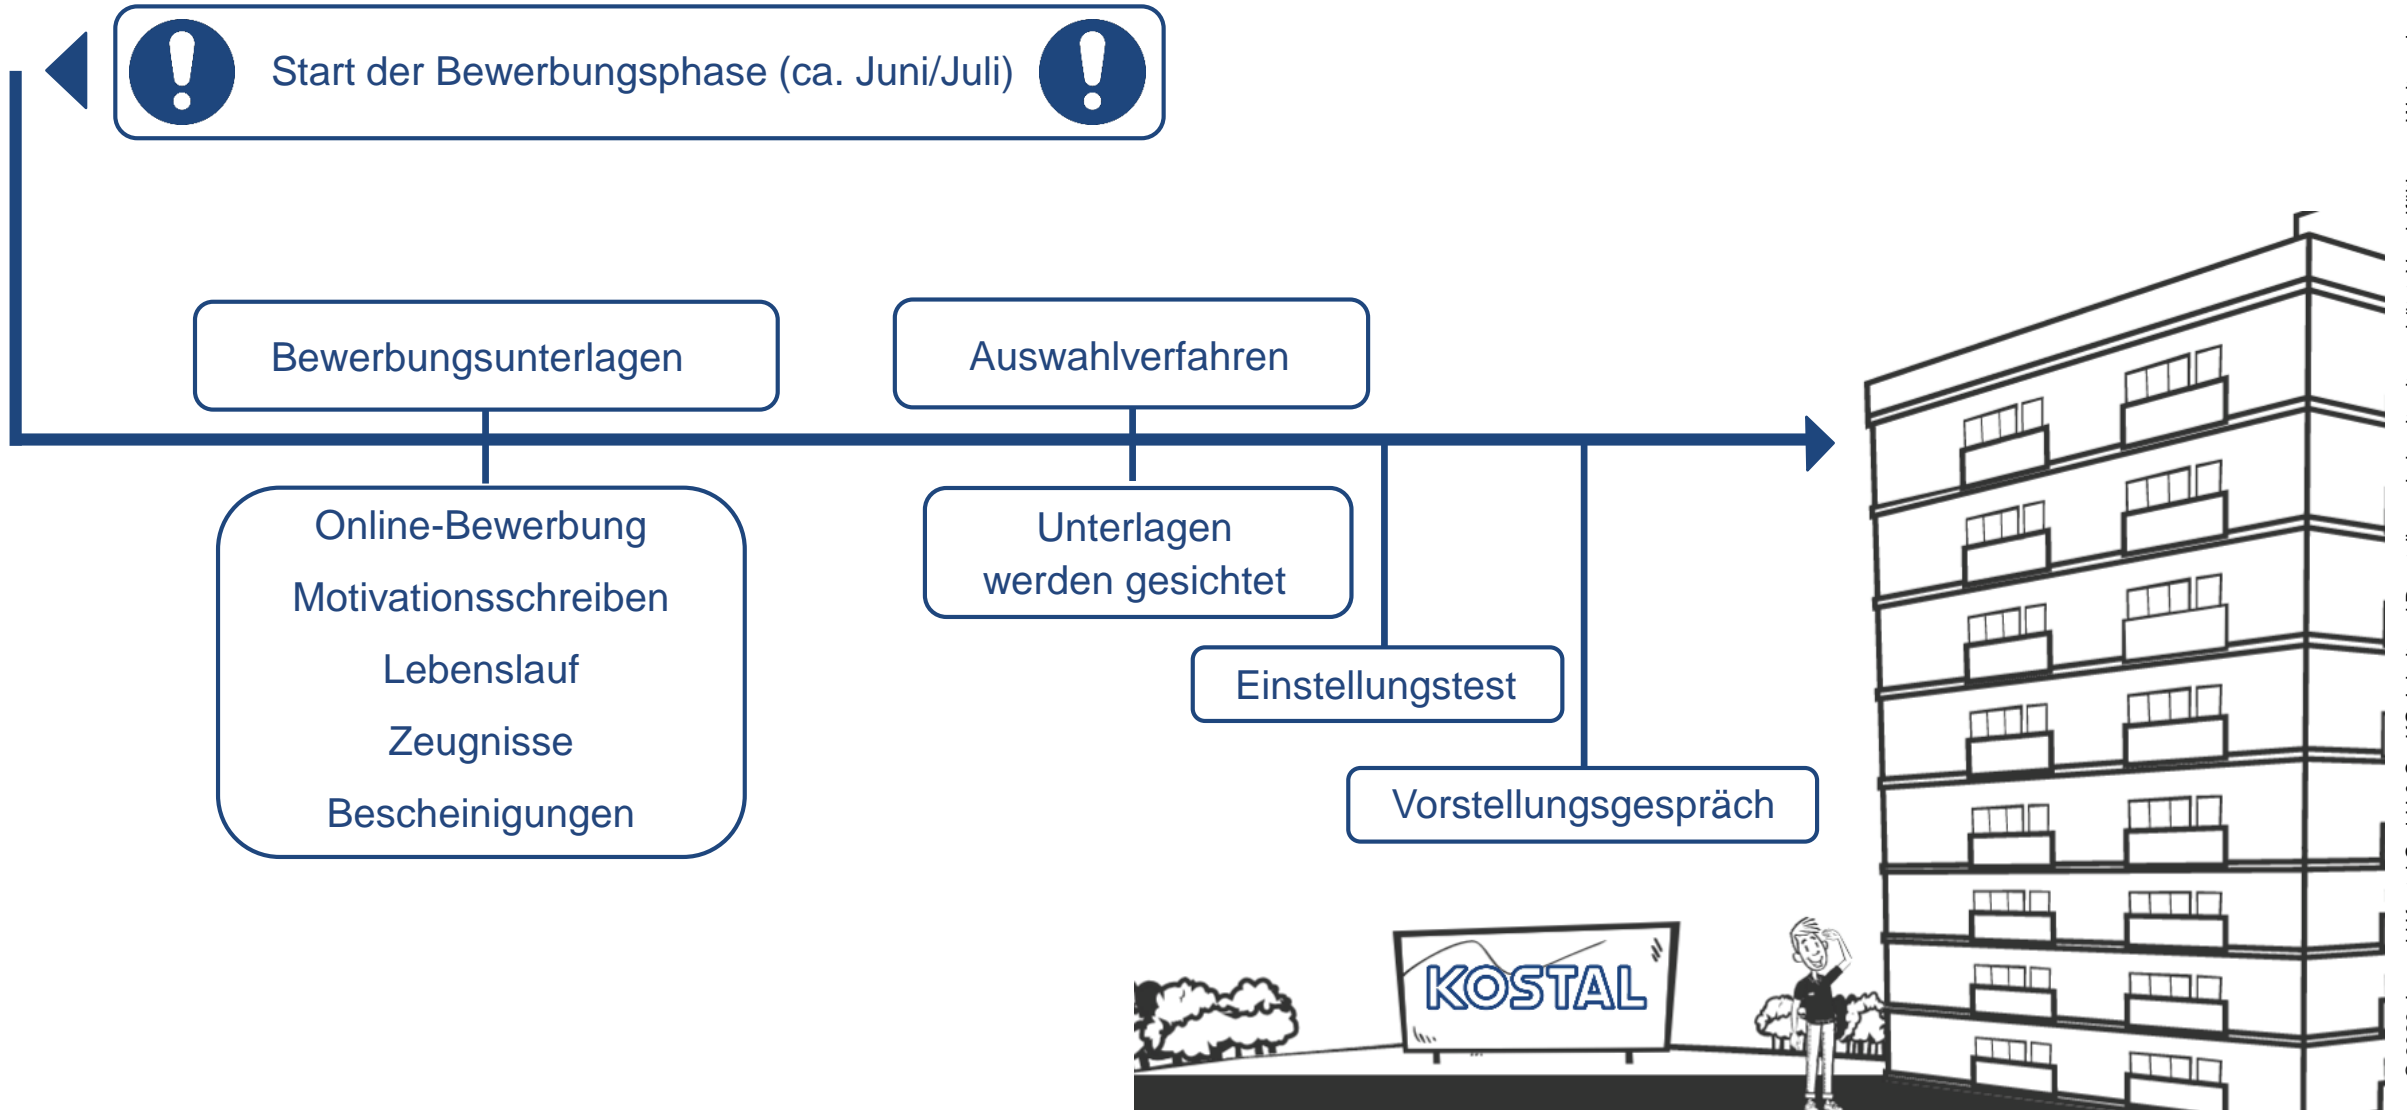 Start der Bewerbungsphase (ca. Juni/Juli)
Bewerbungsunterlagen
Auswahlverfahren
Online-Bewerbung
Motivationsschreiben
Lebenslauf
Zeugnisse
Bescheinigungen
Unterlagen
werden gesichtet
Einstellungstest
Vorstellungsgespräch
KOSTAL